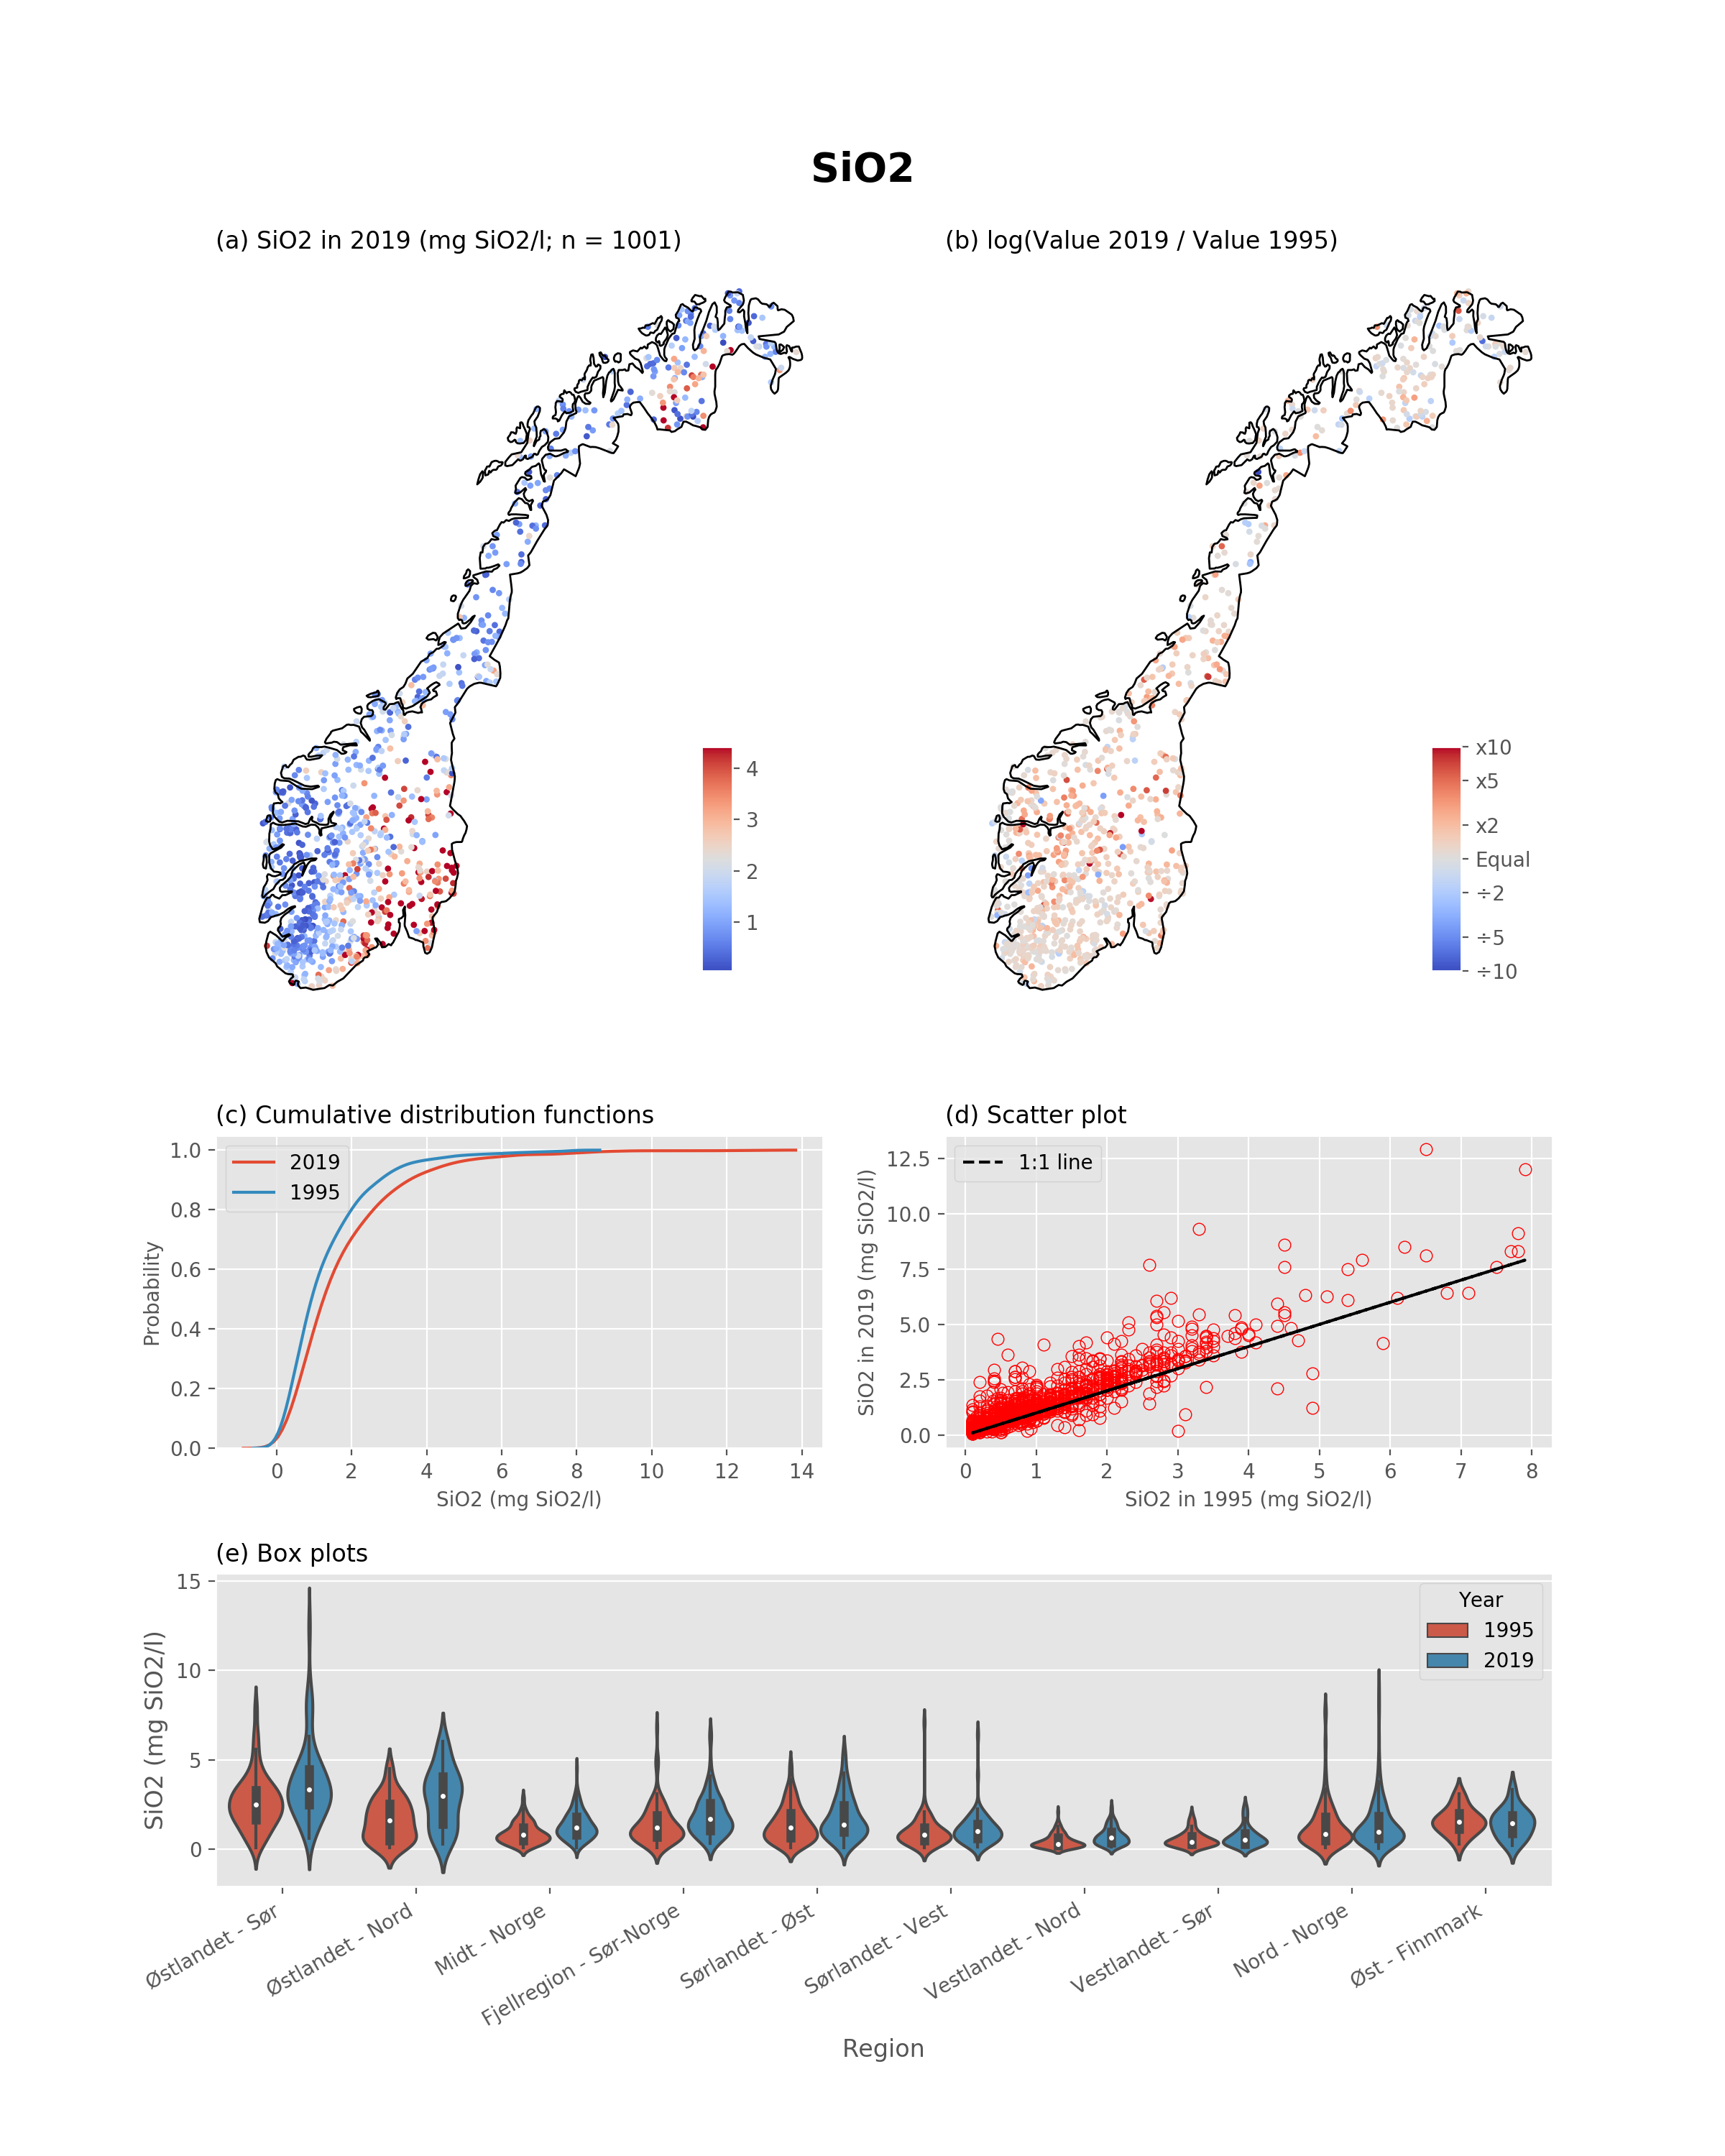 SiO2
(a) SiO2 in 2019 (mg SiO2/l; n = 1001)
4
3
2
1
(b) log(Value 2019 / Value 1995)
x10
x5
x2
Equal
÷2
÷5
÷10
(c) Cumulative distribution functions
2019
1995
Probability
1.0
0.8
0.6
0.4
0.2
0.0
0 2 4 6 8 10 12 14
SiO2 (mg SiO2/l)
(d) Scatter plot
1:1 line
SiO2 in 2019 (mg SiO2/l)
12.5
10.0
7.5
5.0
2.5
0.0
0 1 2 3 4 5 6 7 8
SiO2 in 1995 (mg SiO2/l)
(e) Box plots
Year
1995
2019
SiO2 (mg SiO2/l)
15
10
5
0
Østlandet - Sør
Østlandet - Nord
Midt - Norge
Fjellregion - Sør-Norge
Sørlandet - Øst
Sørlandet - Vest
Vestlandet - Nord
Vestlandet - Sør
Nord - Norge
Øst - Finnmark
Region